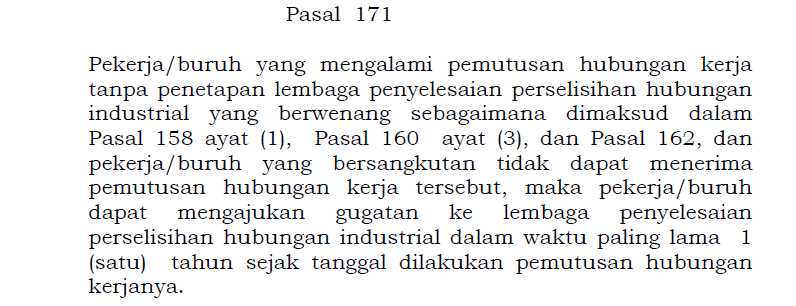 Pasal 171
Pekerja/buruh yang mengalami pemutusan hubungan kerja
tanpa penetapan lembaga penyelesaian perselisihan hubungan
industrial yang berwenang sebagaimana dimaksud dalam
Pasal 158 ayat (1), Pasal 160 ayat (3), dan Pasal 162, dan
pekerja/buruh yang bersangkutan tidak dapat menerima
pemutusan hubungan kerja tersebut, maka pekerja/buruh
dapat mengajukan gugatan ke lembaga penyelesaian
perselisihan hubungan industrial dalam waktu paling lama 1
(satu) tahun sejak tanggal dilakukan pemutusan hubungan
kerjanya.